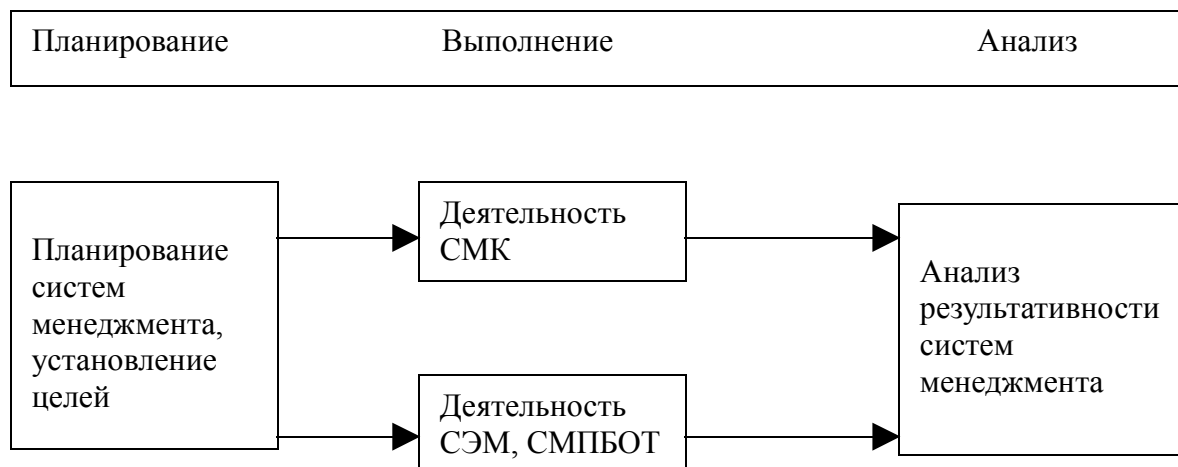 Планирование Выполнение Анализ
Планирование
систем
менеджмента,
установление
целей
Деятельность
СМК
Деятельность
СЭМ, СМПБОТ
Анализ
результативности
систем
менеджмента